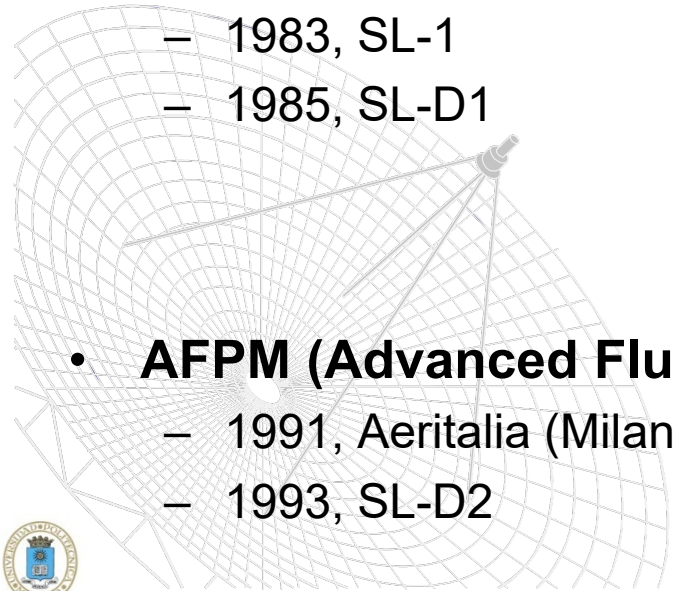 – 1983, SL-1
– 1985, SL-D1
• AFPM (Advanced Flu
– 1991, Aeritalia (Milan
– 1993, SL-D2